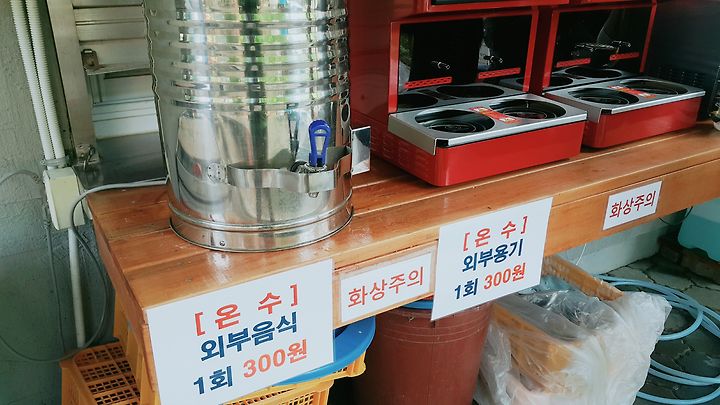 [온 수]
외부음식
1회 300원
화상주의
[온 수]
외부용기
1회 300원
화상주의